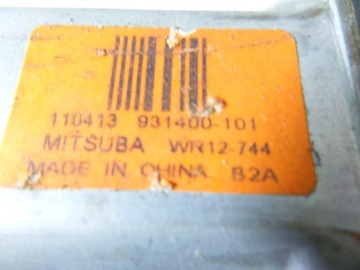 110413 931400-101
MITSUBA WR12-744
MADE IN CHINA B2A